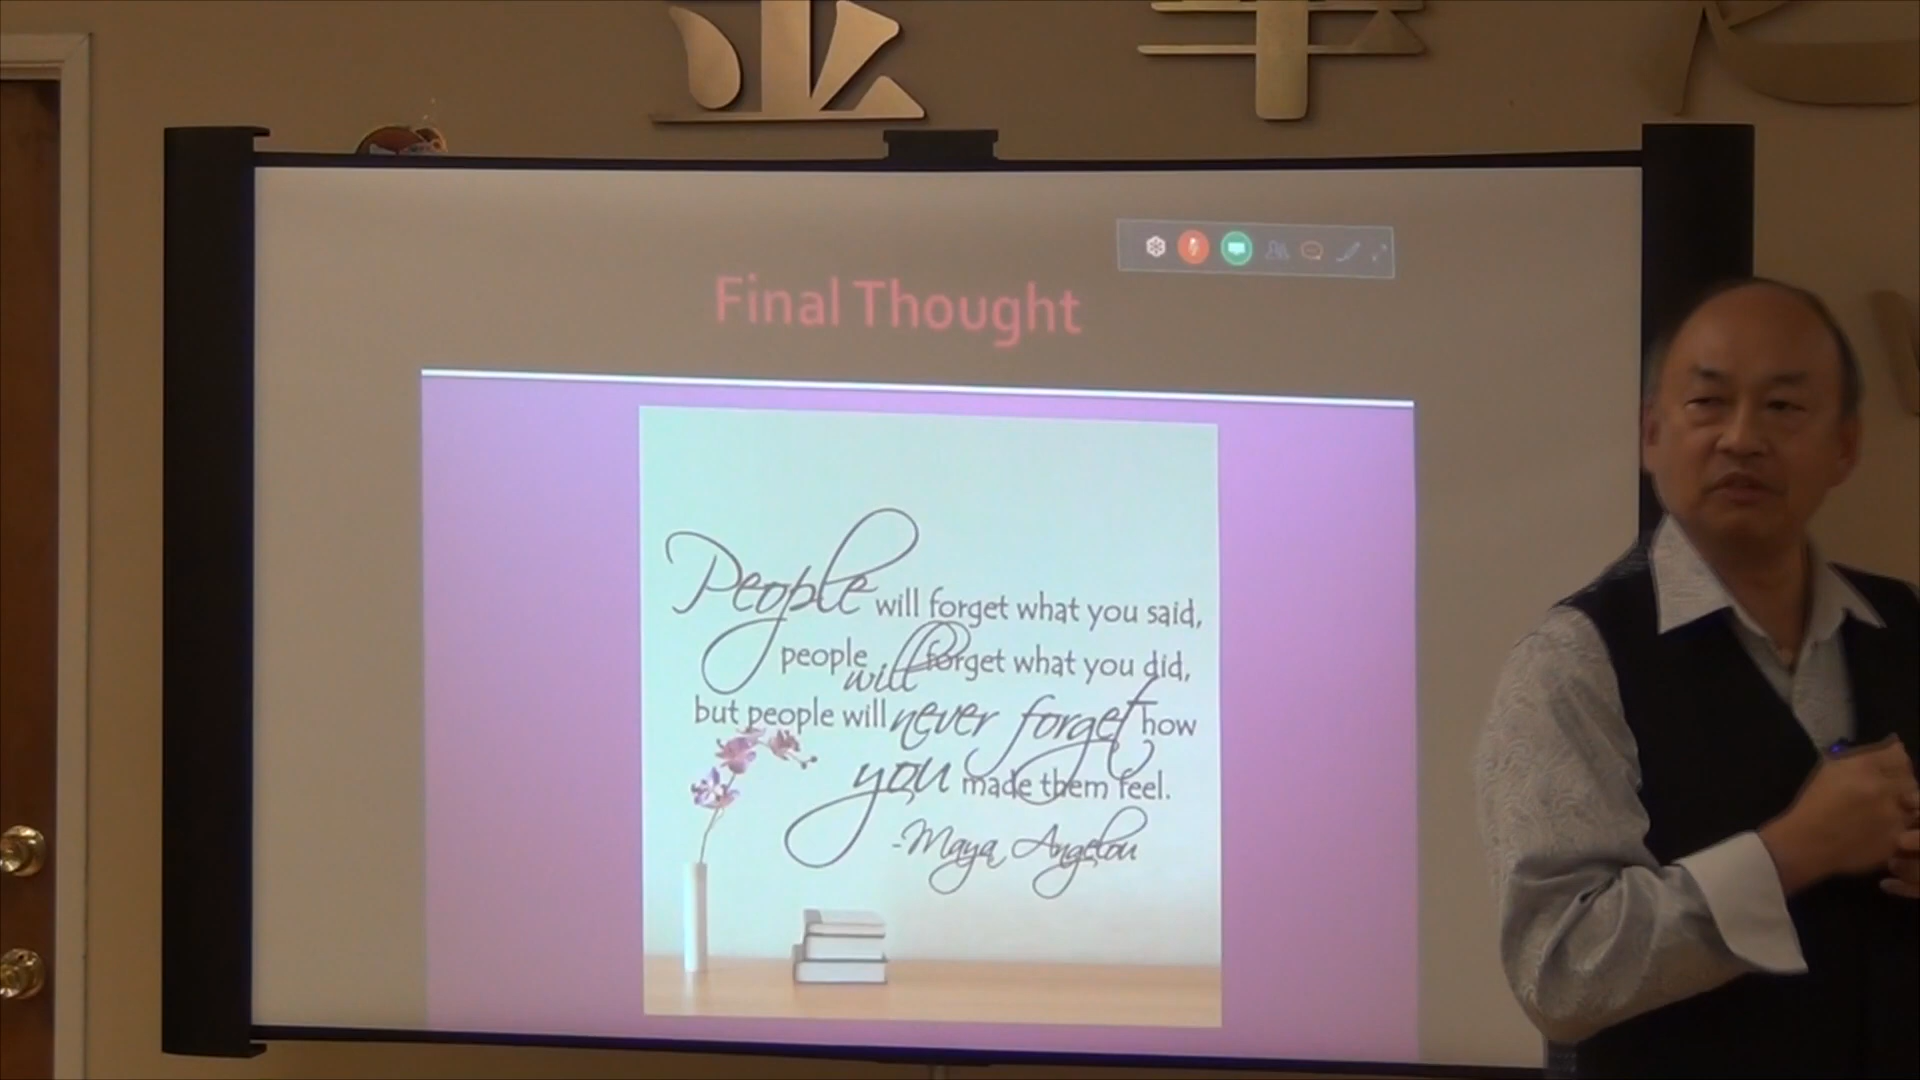 Final Thought
People will forget what you said,
people will forget what you did,
but people will never forget how
you made them feel.
-Maya Angelou